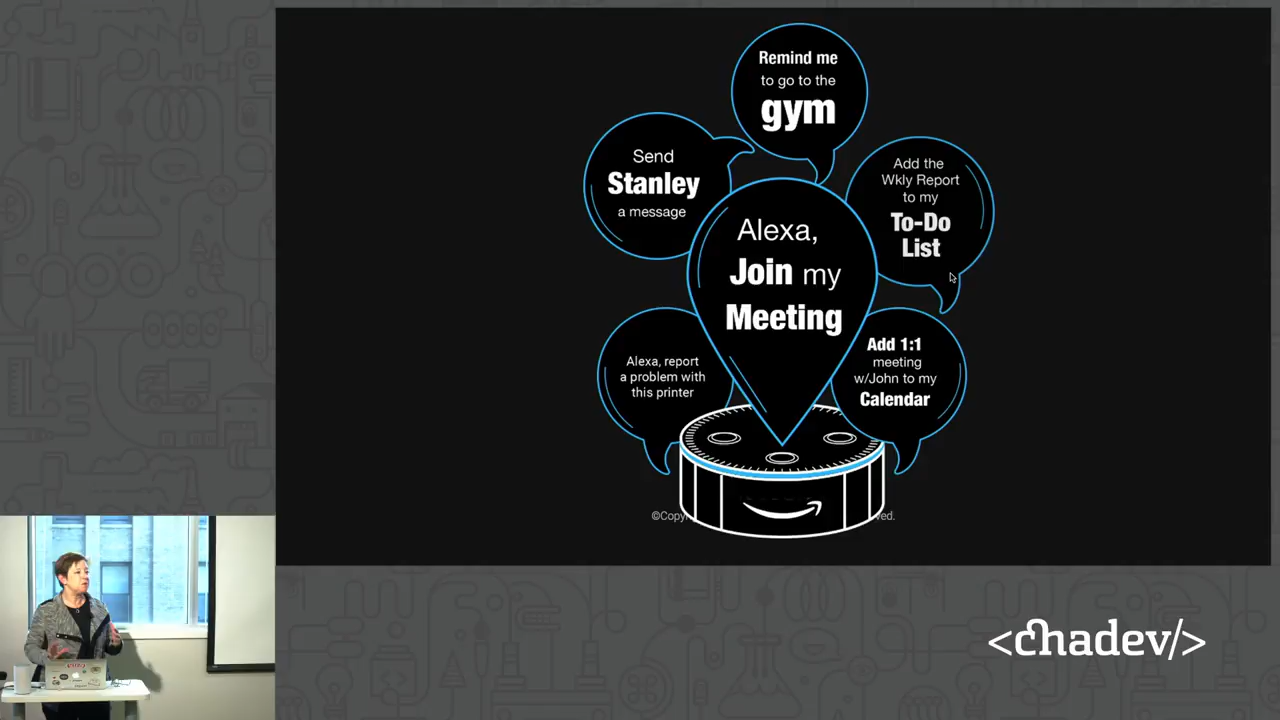 Remind me
to go to the
gym
Send
Stanley
a message
Add the
Wkly Report
to my
To-Do
List
Alexa,
Join my
Meeting
Alexa, report
a problem with
this printer
Add 1:1
meeting
w/John to my
Calendar
<chadev/>